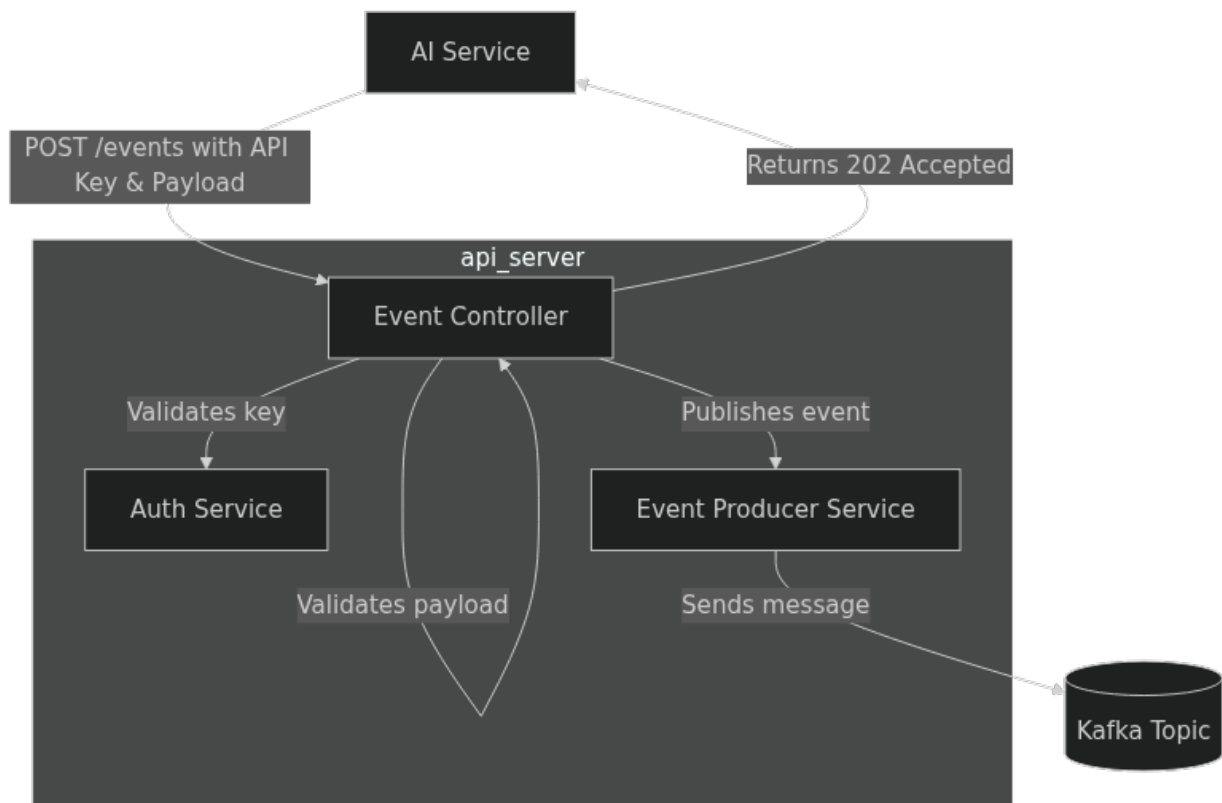 AI Service
POST /events with API
Key & Payload
Returns 202 Accepted
api_server
Event Controller
Validates key
Publishes event
Auth Service
Event Producer Service
Validates payload
Sends message
Kafka Topic